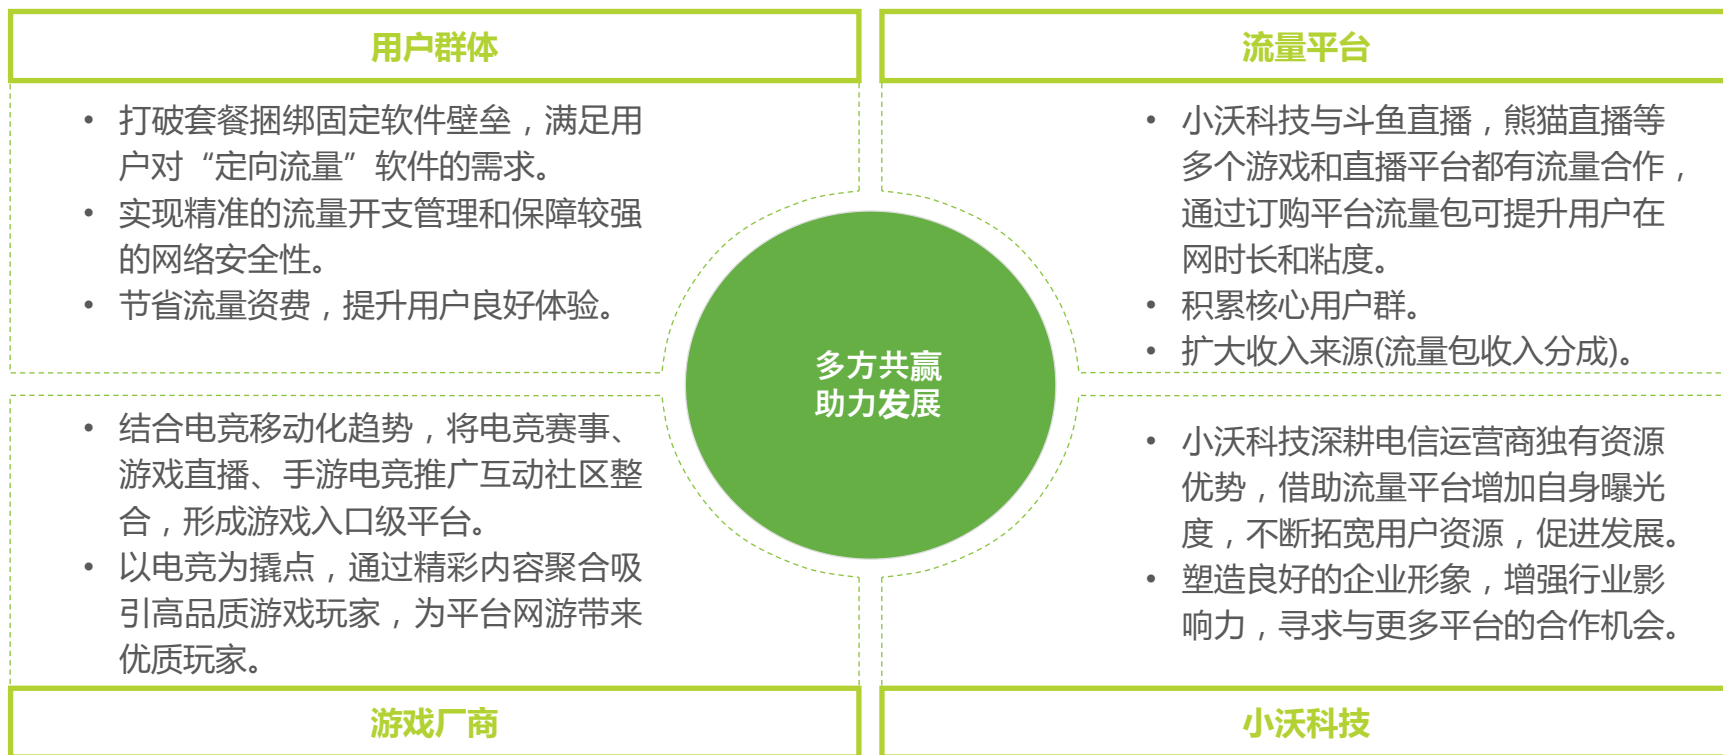 用户群体
• 打破套餐捆绑固定软件壁垒，满足用
户对“定向流量”软件的需求。
• 实现精准的流量开支管理和保障较强
的网络安全性。
• 节省流量资费，提升用户良好体验。
流量平台
• 小沃科技与斗鱼直播，熊猫直播等
多个游戏和直播平台都有流量合作，
通过订购平台流量包可提升用户在
网时长和粘度。
• 积累核心用户群。
• 扩大收入来源(流量包收入分成)。
多方共赢
助力发展
• 结合电竞移动化趋势，将电竞赛事、
游戏直播、手游电竞推广互动社区整
合，形成游戏入口级平台。
• 以电竞为撬点，通过精彩内容聚合吸
引高品质游戏玩家，为平台网游带来
优质玩家。
游戏厂商
• 小沃科技深耕电信运营商独有资源
优势，借助流量平台增加自身曝光
度，不断拓宽用户资源，促进发展。
• 塑造良好的企业形象，增强行业影
响力，寻求与更多平台的合作机会。
小沃科技